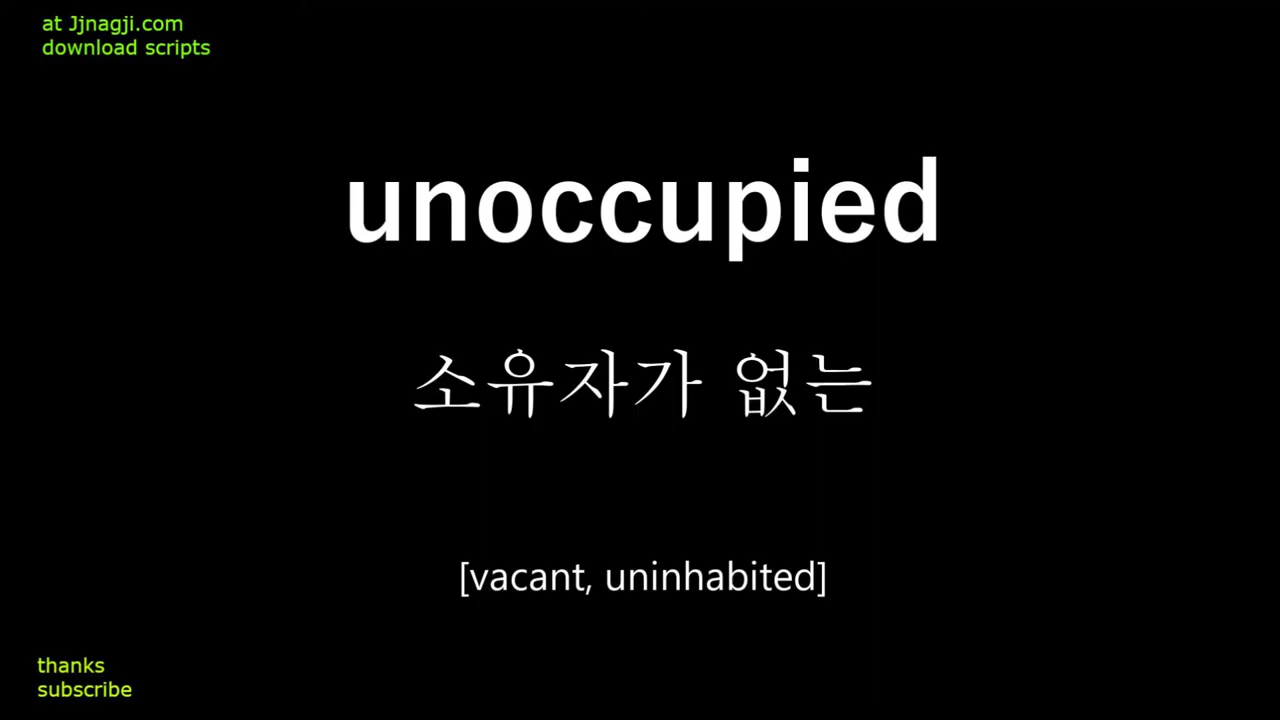 at Jjnagji.com
download scripts
unoccupied
소유자가 없는
[vacant, uninhabited]
thanks
subscribe